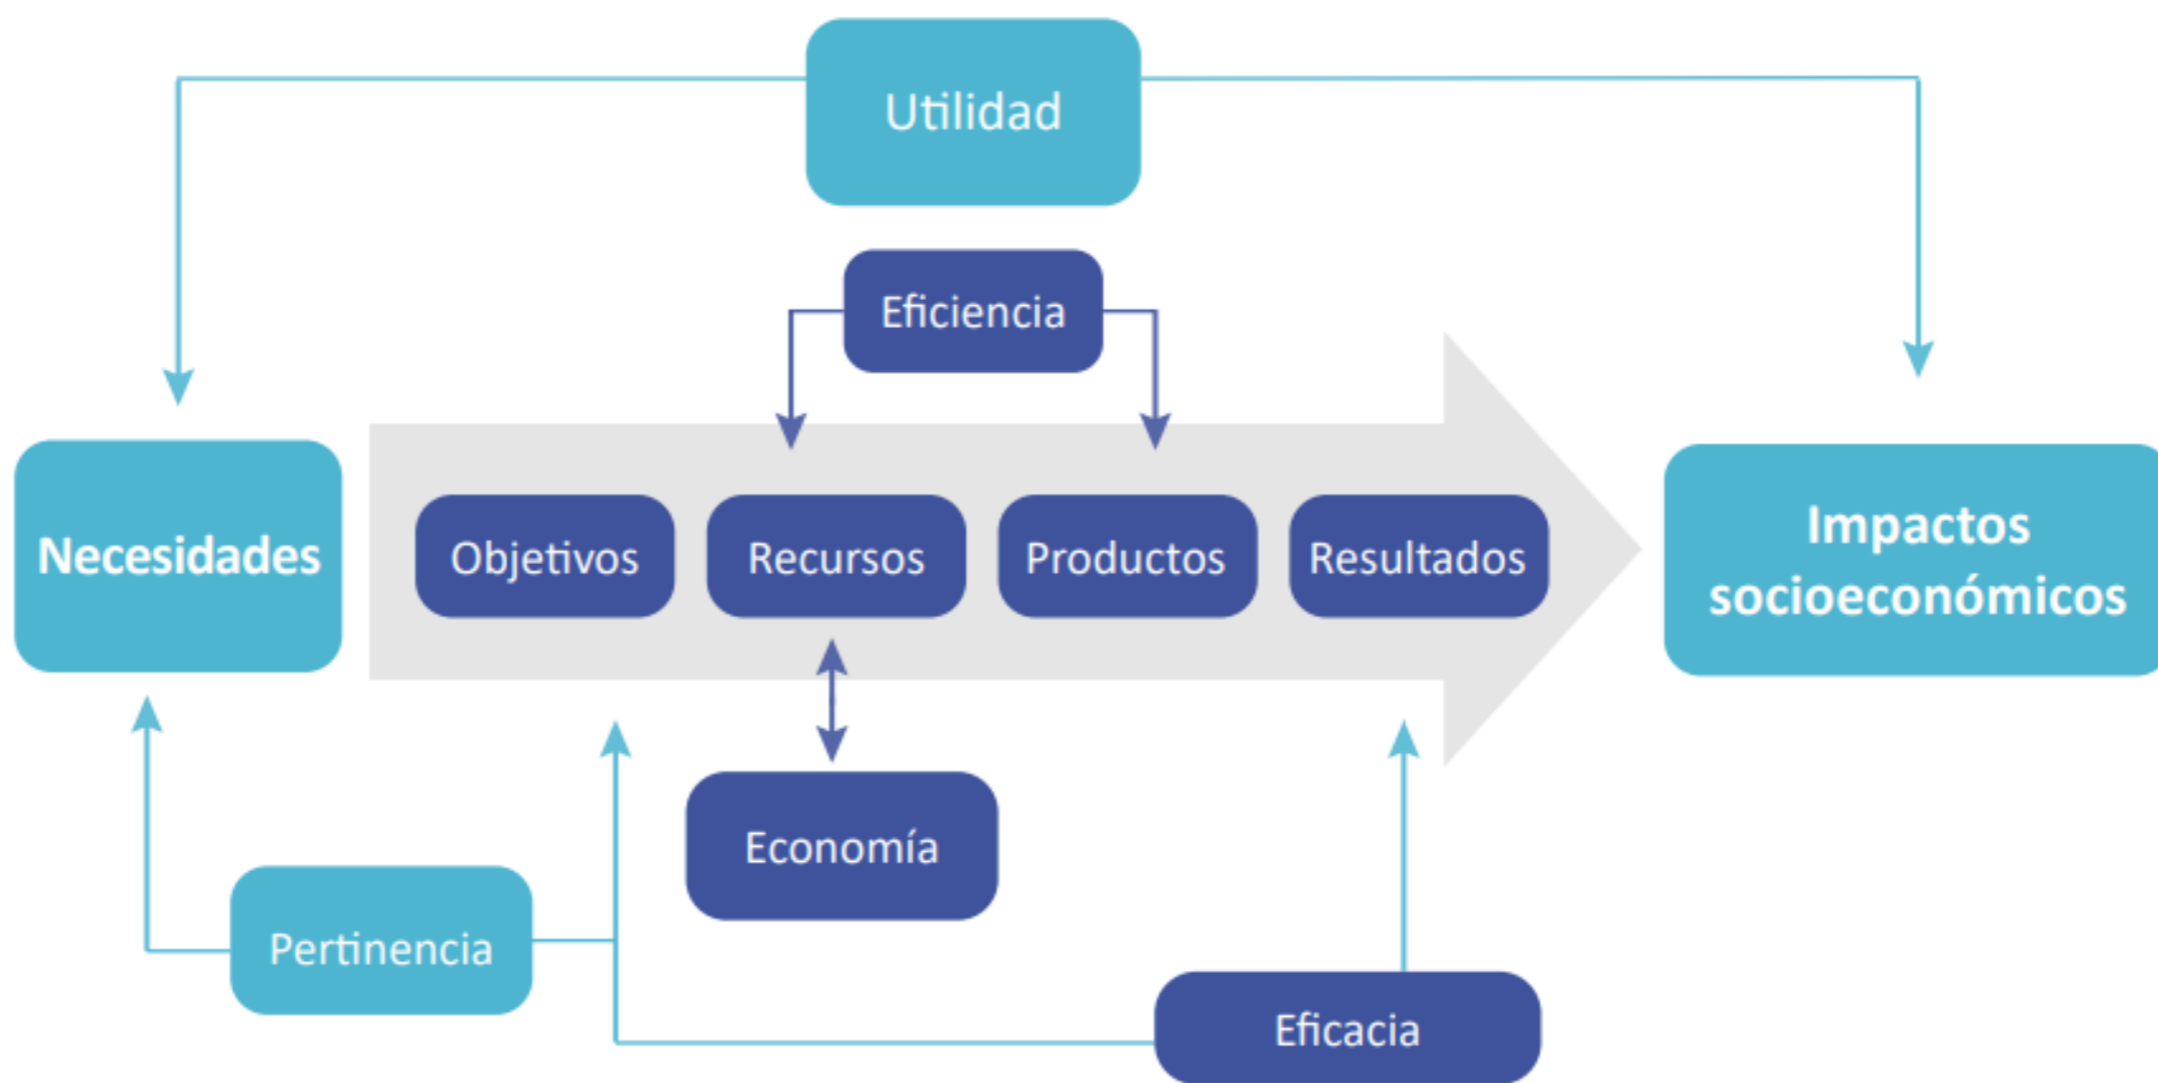 Utilidad
Eficiencia
Necesidades
Objetivos
Recursos
Productos
Resultados
Impactos
socioeconómicos
Economía
Pertinencia
Eficacia